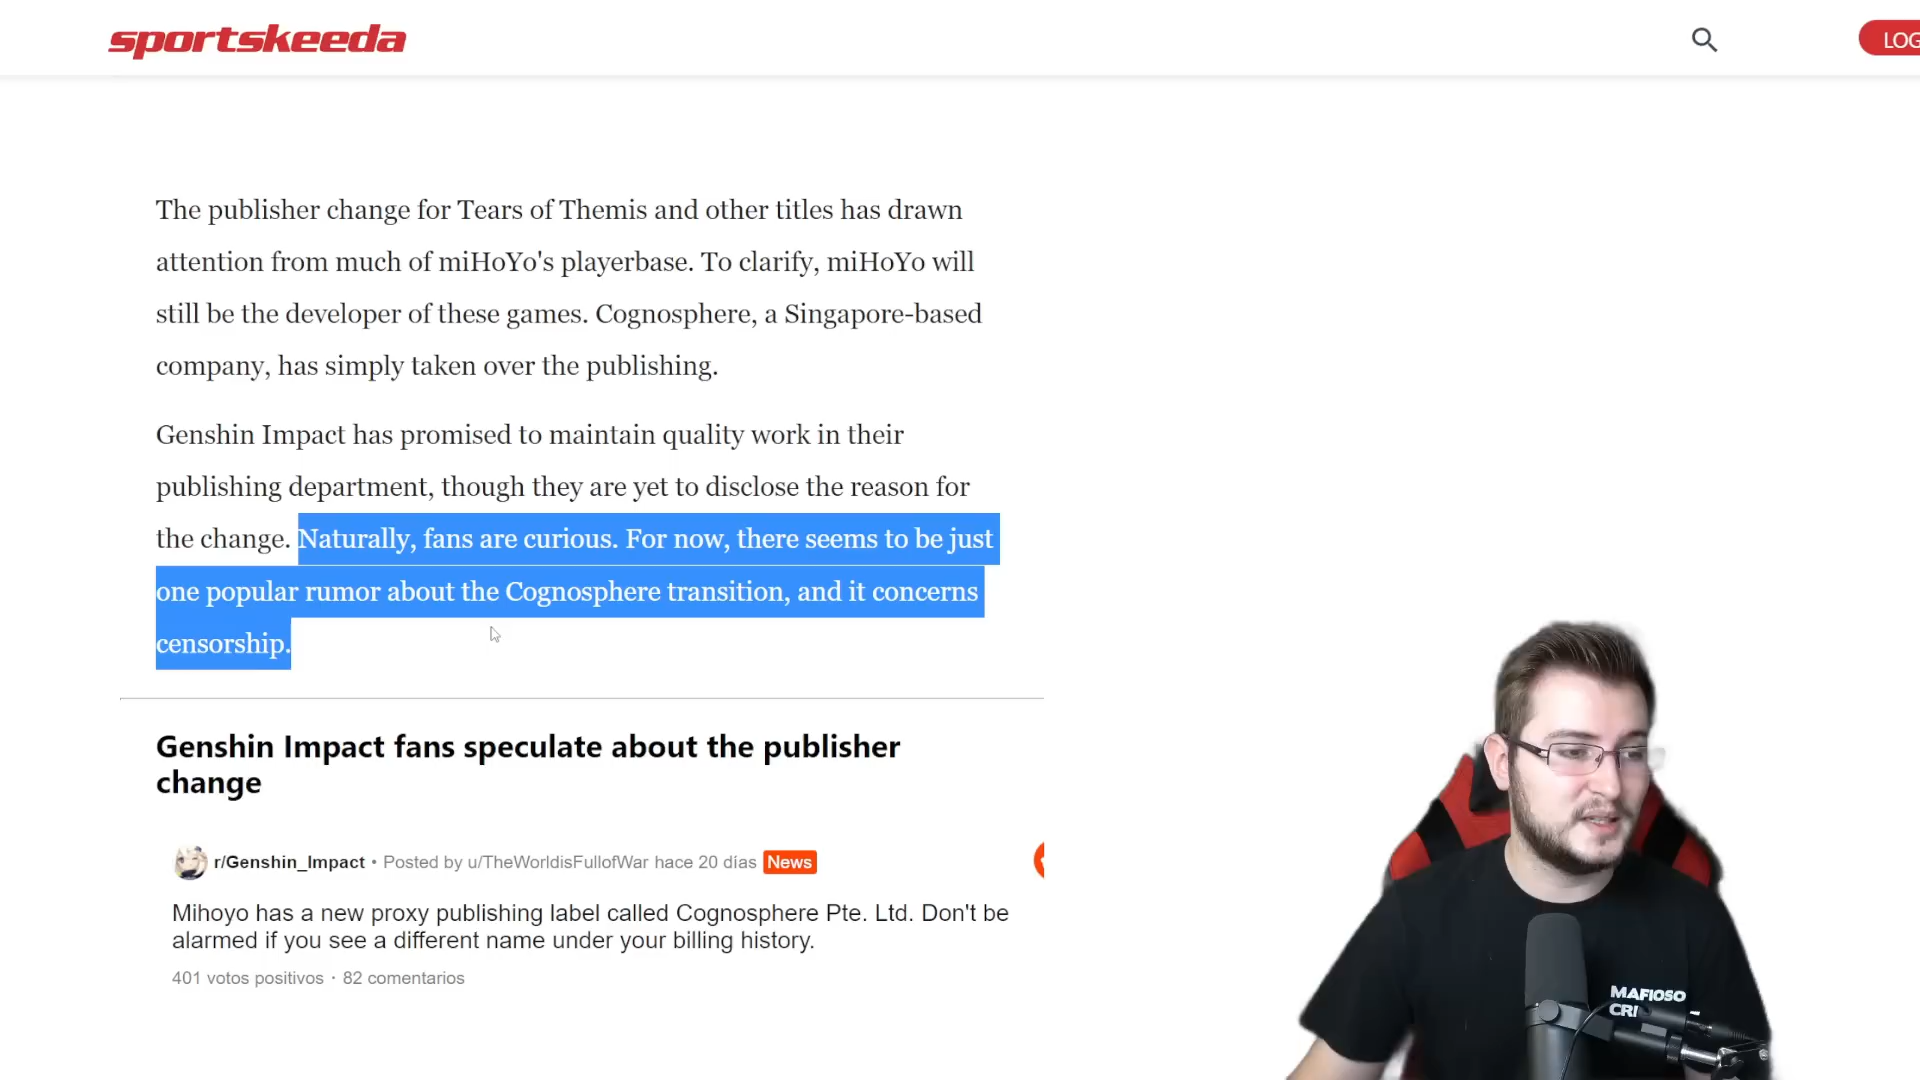 sportskeeda
LOG
The publisher change for Tears of Themis and other titles has drawn
attention from much of miHoYo's playerbase. To clarify, miHoYo will
still be the developer of these games. Cognosphere, a Singapore-based
company, has simply taken over the publishing.
Genshin Impact has promised to maintain quality work in their
publishing department, though they are yet to disclose the reason for
the change. Naturally, fans are curious. For now, there seems to be just
one popular rumor about the Cognosphere transition, and it concerns
censorship.
Genshin Impact fans speculate about the publisher
change
r/Genshin_Impact • Posted by u/TheWorldisFullofWar hace 20 días News
Mihoyo has a new proxy publishing label called Cognosphere Pte. Ltd. Don't be
alarmed if you see a different name under your billing history.
401 votos positivos · 82 comentarios
MAFIOSO
CRI